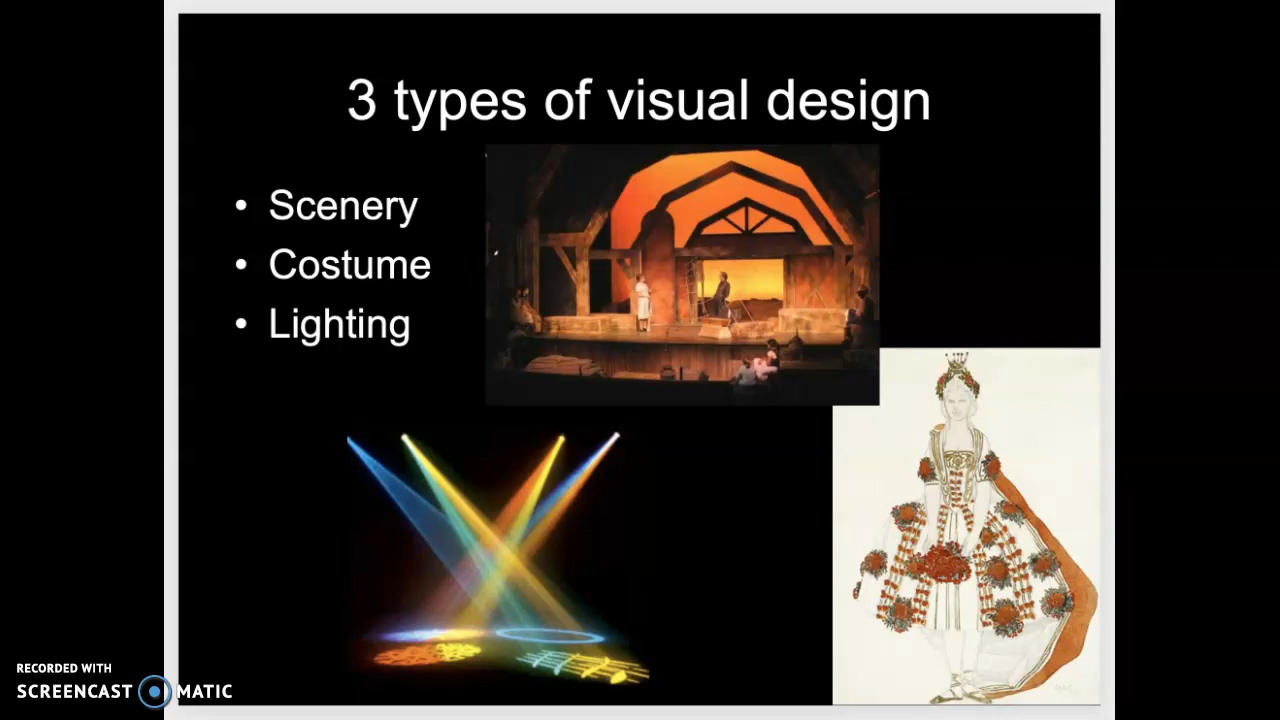 3 types of visual design
• Scenery
• Costume
• Lighting
RECORDED WITH
SCREENCAST MATIC